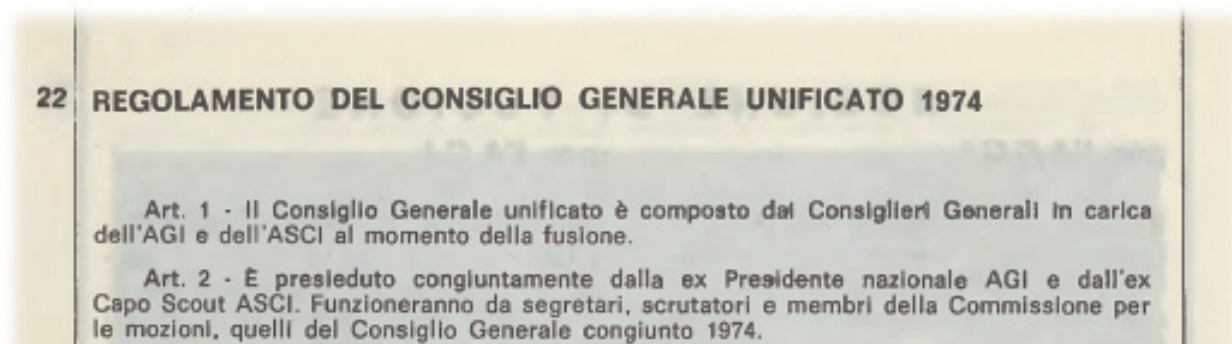 22 REGOLAMENTO DEL CONSIGLIO GENERALE UNIFICATO 1974
Art. 1 - Il Consiglio Generale unificato è composto dai Consiglieri Generali in carica
dell'AGI e dell'ASCI al momento della fusione.
Art. 2 - È presieduto congiuntamente dalla ex Presidente nazionale AGI e dall'ex
Capo Scout ASCI. Funzioneranno da segretari, scrutatori e membri della Commissione per
le mozioni, quelli del Consiglio Generale congiunto 1974.